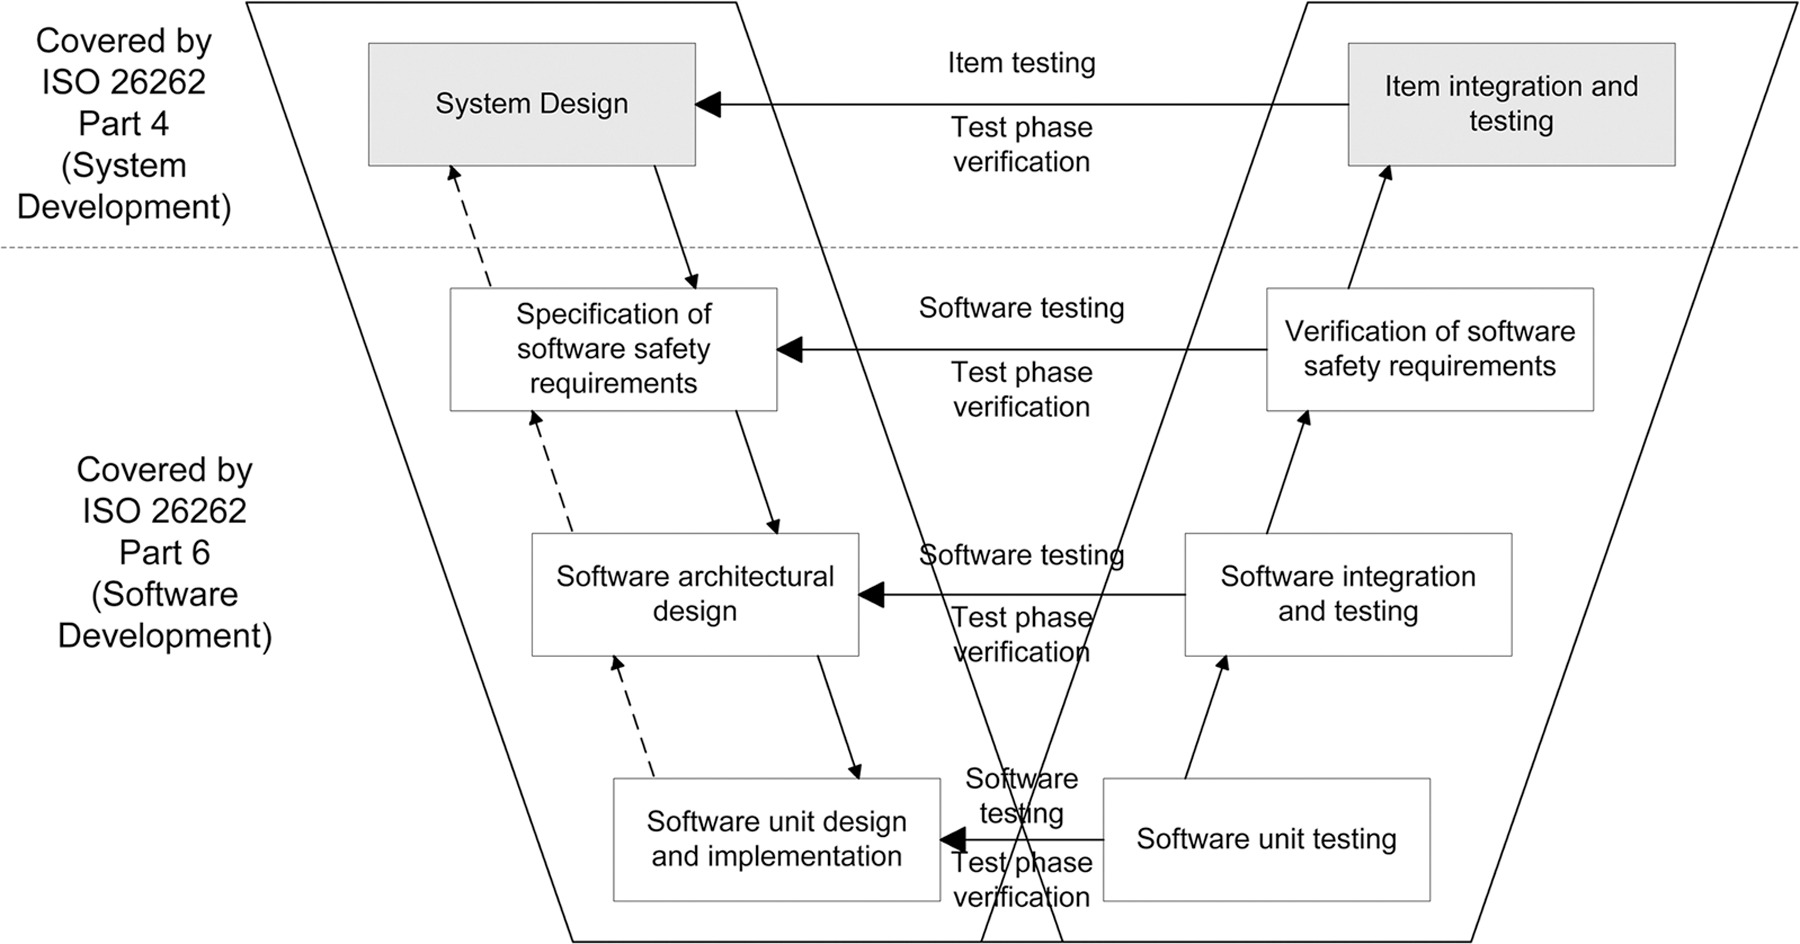 Covered by
ISO 26262
Part 4
(System
Development)
System Design
Item testing
Test phase
verification
Item integration and
testing
Specification of
software safety
requirements
Software testing
Test phase
verification
Verification of software
safety requirements
Covered by
ISO 26262
Part 6
(Software
Development)
Software architectural
design
Software testing
Test phase
verification
Software integration
and testing
Software unit design
and implementation
Software
testing
Test phase
verification
Software unit testing